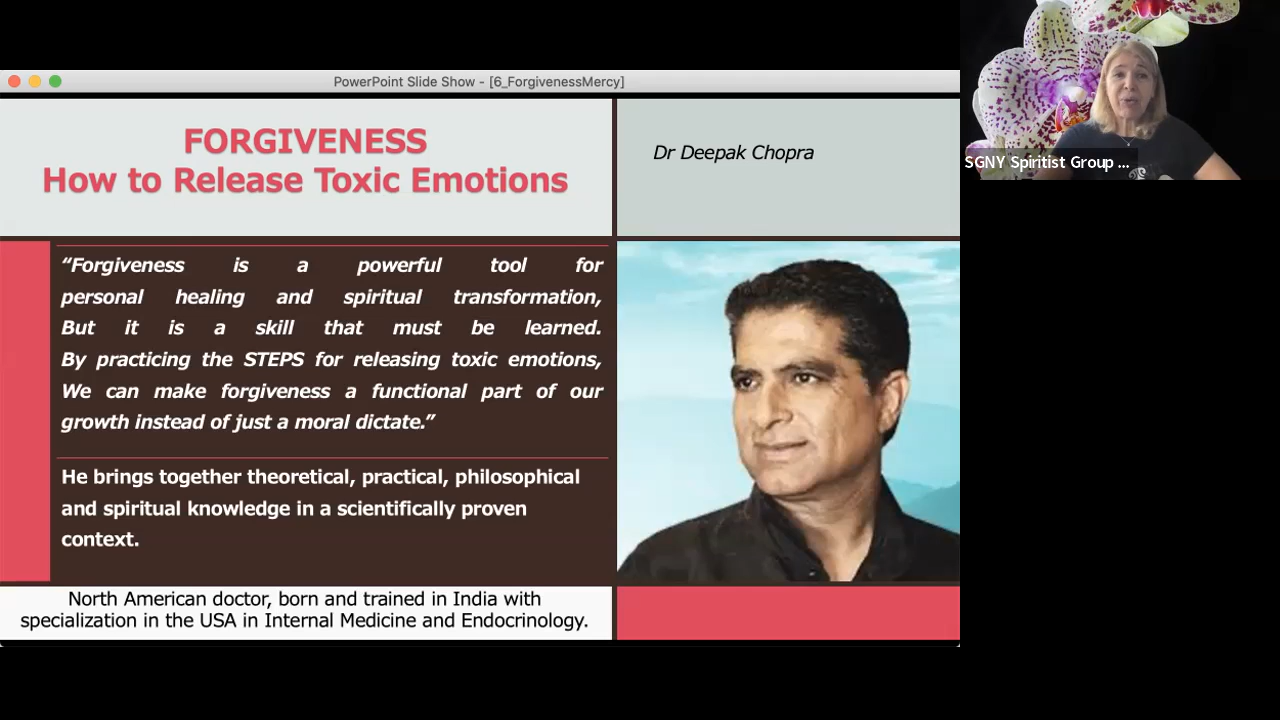 PowerPoint Slide Show - [6_ForgivenessMercy]
FORGIVENESS
How to Release Toxic Emotions
Dr Deepak Chopra
“Forgiveness is a powerful tool for
personal healing and spiritual transformation,
But it is a skill that must be learned.
By practicing the STEPS for releasing toxic emotions,
We can make forgiveness a functional part of our
growth instead of just a moral dictate.”
He brings together theoretical, practical, philosophical
and spiritual knowledge in a scientifically proven
context.
North American doctor, born and trained in India with
specialization in the USA in Internal Medicine and Endocrinology.
SGNY Spiritist Group ...